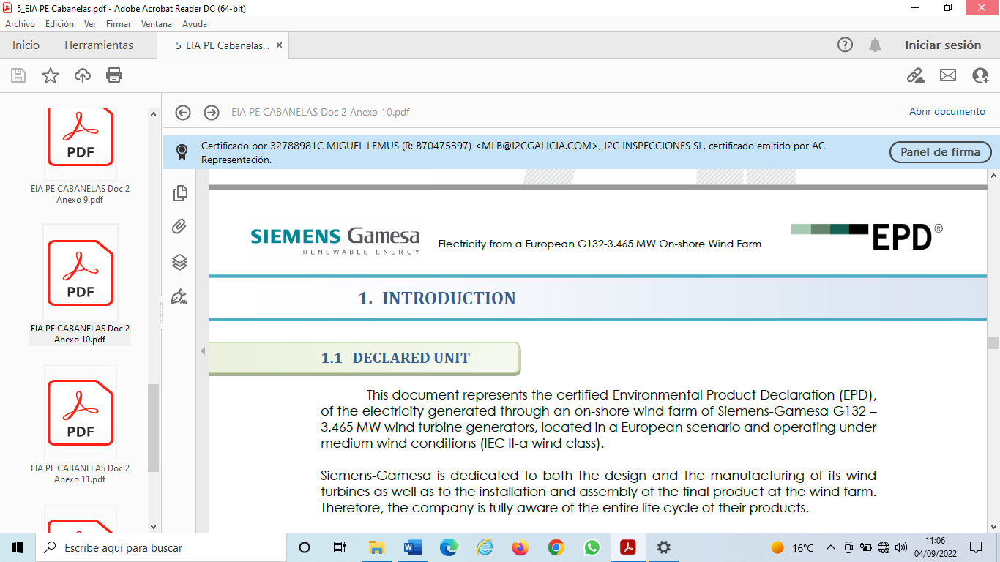 5_EIA PE Cabanelas.pdf - Adobe Acrobat Reader DC (64-bit)
Archivo Edición Ver Firmar Ventana Ayuda
Inicio Herramientas 5_EIA PE Cabanelas... × Iniciar sesión
EIA PE CABANELAS Doc 2 Anexo 10.pdf Abrir documento
Certificado por 32788981C MIGUEL LEMUS (R: B70475397) <MLB@I2CGALICIA.COM>, I2C INSPECCIONES SL, certificado emitido por AC
Representación.
Panel de firma
PDF
EIA PE CABANELAS Doc 2
Anexo 9.pdf
PDF
EIA PE CABANELAS Doc 2
Anexo 10.pdf
PDF
EIA PE CABANELAS Doc 2
Anexo 11.pdf
SIEMENS Gamesa
RENEWABLE ENERGY
Electricity from a European G132-3.465 MW On-shore Wind Farm
EPD®
1. INTRODUCTION
1.1 DECLARED UNIT
This document represents the certified Environmental Product Declaration (EPD),
of the electricity generated through an on-shore wind farm of Siemens-Gamesa G132 –
3.465 MW wind turbine generators, located in a European scenario and operating under
medium wind conditions (IEC II-a wind class).
Siemens-Gamesa is dedicated to both the design and the manufacturing of its wind
turbines as well as to the installation and assembly of the final product at the wind farm.
Therefore, the company is fully aware of the entire life cycle of their products.
Escribe aquí para buscar
16°C
11:06
04/09/2022